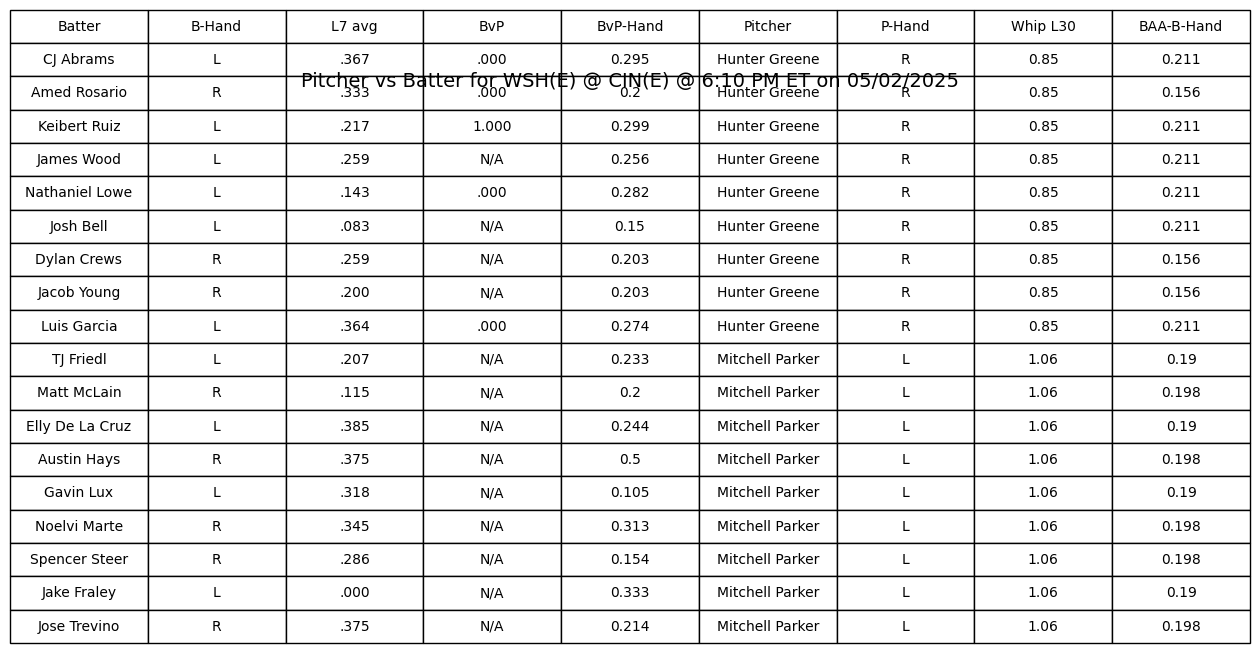 Batter B-Hand L7 avg BvP BvP-Hand Pitcher P-Hand Whip L30 BAA-B-Hand
CJ Abrams L .367 .000 0.295 Hunter Greene R 0.85 0.211
Pitcher vs Batter for WSH(E) @ CIN(E) @ 6:10 PM ET on 05/02/2025
Amed Rosario R .333 .000 0.2 Hunter Greene R 0.85 0.156
Keibert Ruiz L .217 1.000 0.299 Hunter Greene R 0.85 0.211
James Wood L .259 N/A 0.256 Hunter Greene R 0.85 0.211
Nathaniel Lowe L .143 .000 0.282 Hunter Greene R 0.85 0.211
Josh Bell L .083 N/A 0.15 Hunter Greene R 0.85 0.211
Dylan Crews R .259 N/A 0.203 Hunter Greene R 0.85 0.156
Jacob Young R .200 N/A 0.203 Hunter Greene R 0.85 0.156
Luis Garcia L .364 .000 0.274 Hunter Greene R 0.85 0.211
TJ Friedl L .207 N/A 0.233 Mitchell Parker L 1.06 0.19
Matt McLain R .115 N/A 0.2 Mitchell Parker L 1.06 0.198
Elly De La Cruz L .385 N/A 0.244 Mitchell Parker L 1.06 0.19
Austin Hays R .375 N/A 0.5 Mitchell Parker L 1.06 0.198
Gavin Lux L .318 N/A 0.105 Mitchell Parker L 1.06 0.19
Noelvi Marte R .345 N/A 0.313 Mitchell Parker L 1.06 0.198
Spencer Steer R .286 N/A 0.154 Mitchell Parker L 1.06 0.198
Jake Fraley L .000 N/A 0.333 Mitchell Parker L 1.06 0.19
Jose Trevino R .375 N/A 0.214 Mitchell Parker L 1.06 0.198